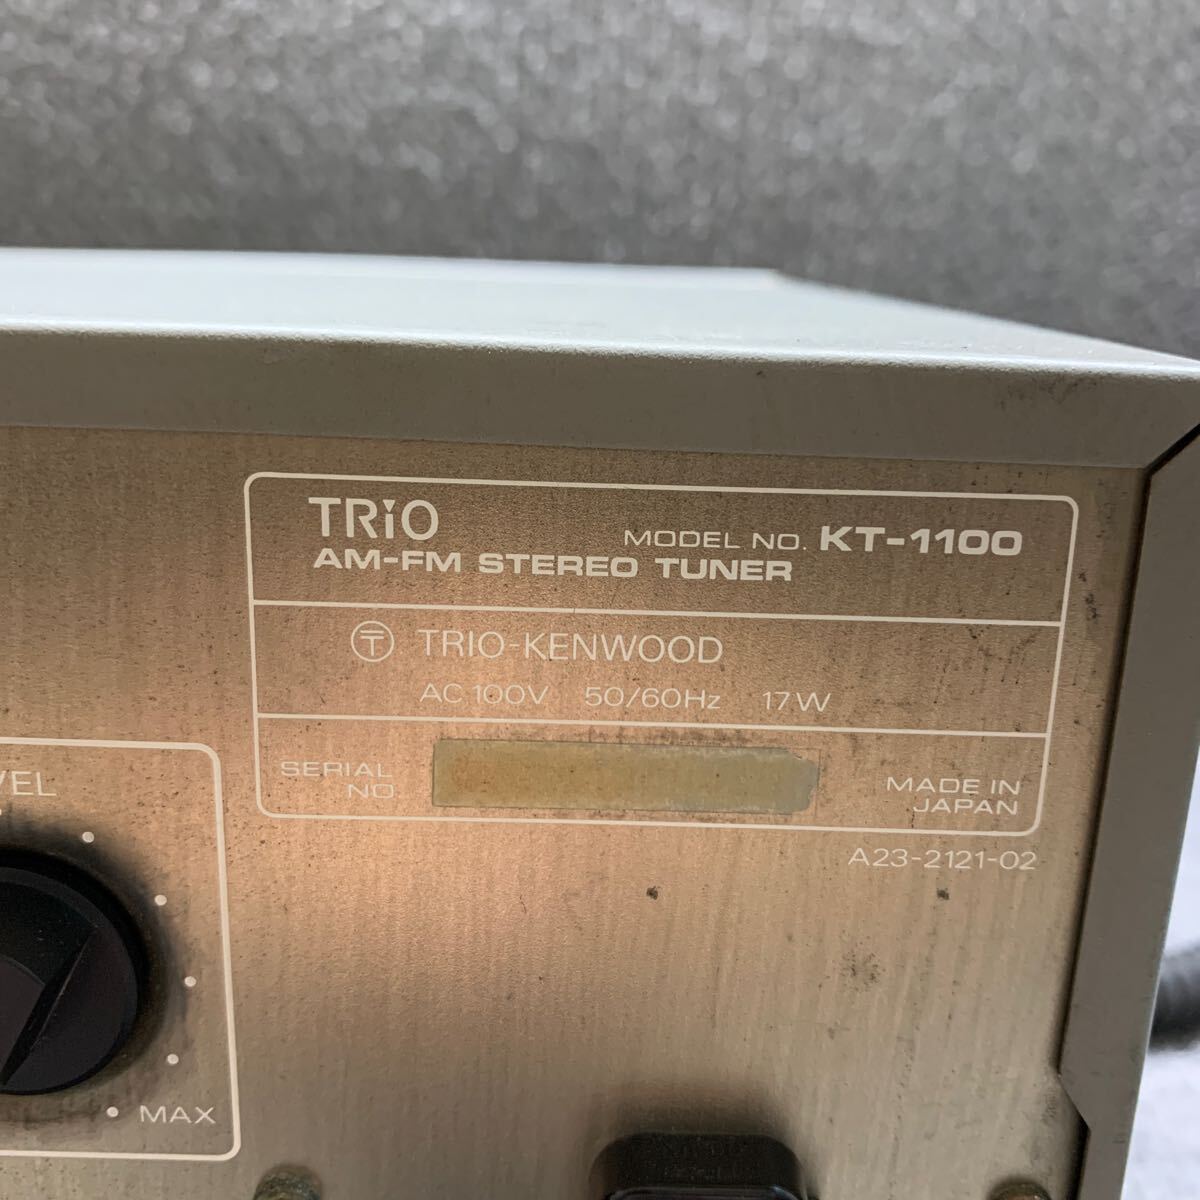 TRiO
MODEL NO. KT-1100
AM-FM STEREO TUNER
〒 TRIO-KENWOOD
AC 100V 50/60Hz 17W
SERIAL NO
MADE IN JAPAN
A23-2121-02
VEL
MAX